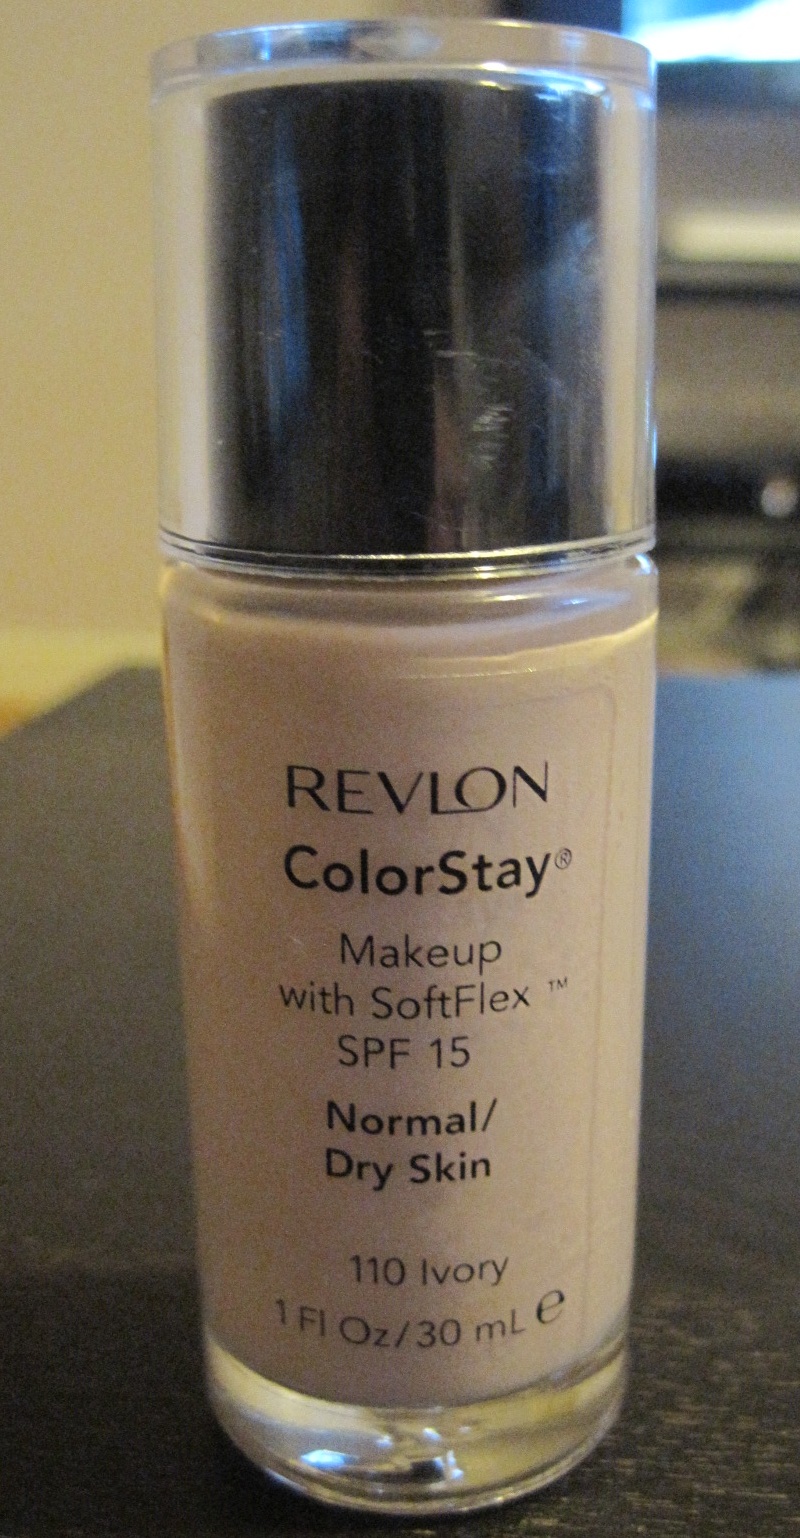 REVLON
ColorStay®
Makeup
with SoftFlex ™
SPF 15
Normal/
Dry Skin
110 Ivory
1 Fl Oz/30 mL ℮